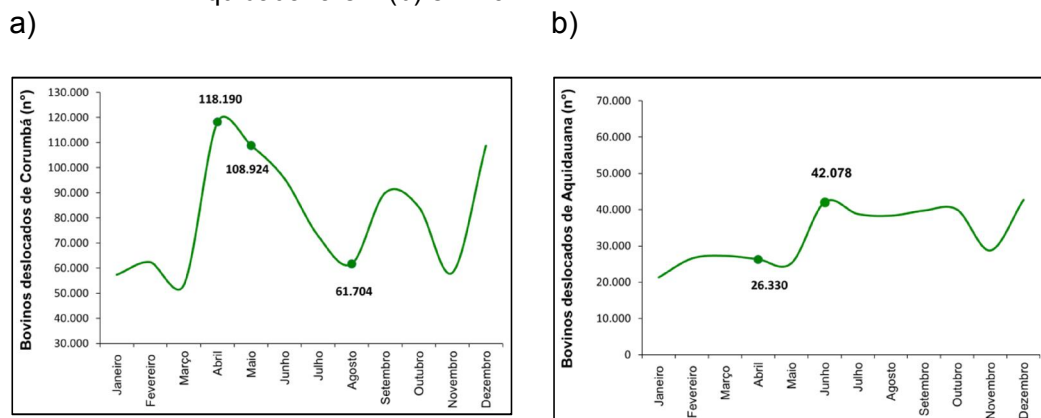 a)
b)
Bovinos deslocados de Corumbá (nº)
130.000
120.000
110.000
100.000
90.000
80.000
70.000
60.000
50.000
40.000
30.000
118.190
108.924
61.704
Janeiro
Fevereiro
Março
Abril
Maio
Junho
Julho
Agosto
Setembro
Outubro
Novembro
Dezembro
Bovinos deslocados de Aquidauana (nº)
70.000
60.000
50.000
40.000
30.000
20.000
10.000
0
42.078
26.330
Janeiro
Fevereiro
Março
Abril
Maio
Junho
Julho
Agosto
Setembro
Outubro
Novembro
Dezembro